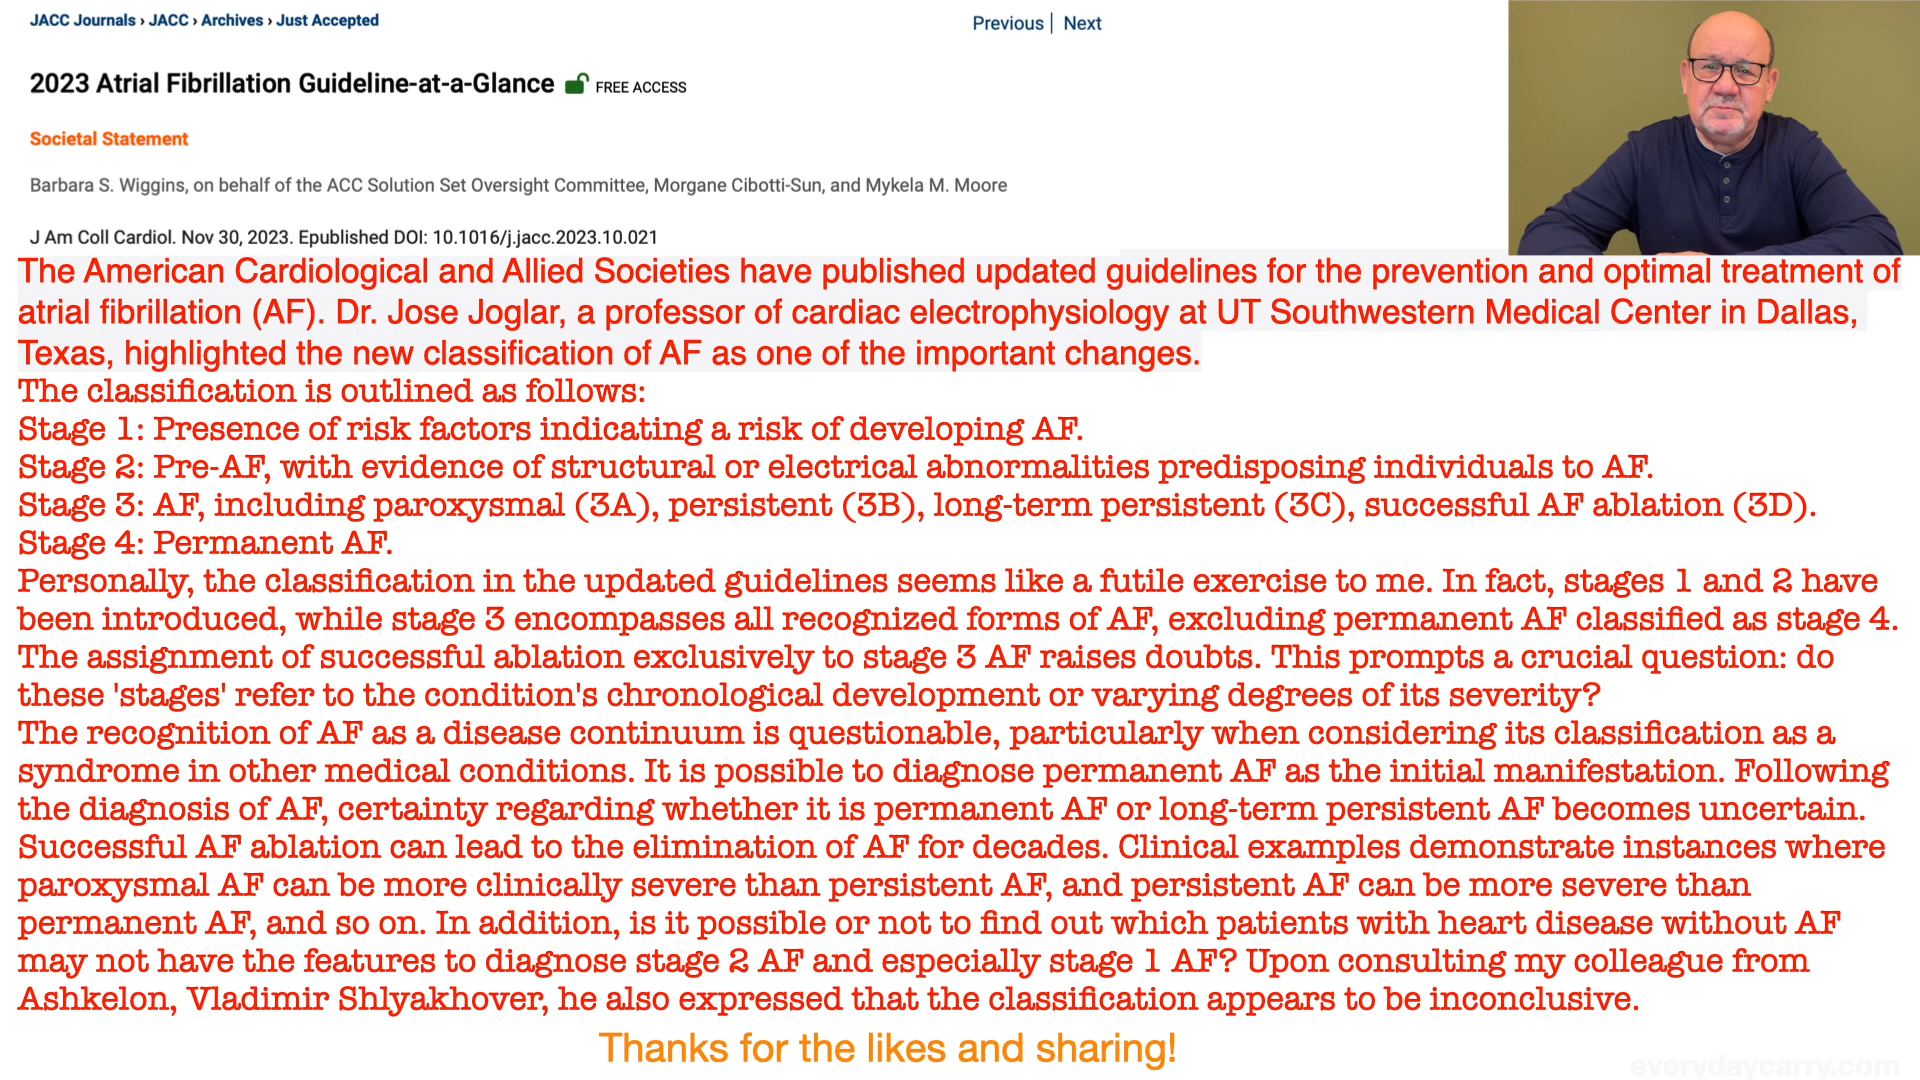 JACC Journals › JACC › Archives › Just Accepted
Previous | Next
2023 Atrial Fibrillation Guideline-at-a-Glance FREE ACCESS
Societal Statement
Barbara S. Wiggins, on behalf of the ACC Solution Set Oversight Committee, Morgane Cibotti-Sun, and Mykela M. Moore
J Am Coll Cardiol. Nov 30, 2023. Epublished DOI: 10.1016/j.jacc.2023.10.021
The American Cardiological and Allied Societies have published updated guidelines for the prevention and optimal treatment of
atrial fibrillation (AF). Dr. Jose Joglar, a professor of cardiac electrophysiology at UT Southwestern Medical Center in Dallas,
Texas, highlighted the new classification of AF as one of the important changes.
The classification is outlined as follows:
Stage 1: Presence of risk factors indicating a risk of developing AF.
Stage 2: Pre-AF, with evidence of structural or electrical abnormalities predisposing individuals to AF.
Stage 3: AF, including paroxysmal (3A), persistent (3B), long-term persistent (3C), successful AF ablation (3D).
Stage 4: Permanent AF.
Personally, the classification in the updated guidelines seems like a futile exercise to me. In fact, stages 1 and 2 have
been introduced, while stage 3 encompasses all recognized forms of AF, excluding permanent AF classified as stage 4.
The assignment of successful ablation exclusively to stage 3 AF raises doubts. This prompts a crucial question: do
these 'stages' refer to the condition's chronological development or varying degrees of its severity?
The recognition of AF as a disease continuum is questionable, particularly when considering its classification as a
syndrome in other medical conditions. It is possible to diagnose permanent AF as the initial manifestation. Following
the diagnosis of AF, certainty regarding whether it is permanent AF or long-term persistent AF becomes uncertain.
Successful AF ablation can lead to the elimination of AF for decades. Clinical examples demonstrate instances where
paroxysmal AF can be more clinically severe than persistent AF, and persistent AF can be more severe than
permanent AF, and so on. In addition, is it possible or not to find out which patients with heart disease without AF
may not have the features to diagnose stage 2 AF and especially stage 1 AF? Upon consulting my colleague from
Ashkelon, Vladimir Shlyakhover, he also expressed that the classification appears to be inconclusive.
Thanks for the likes and sharing!
everydaycarry.com